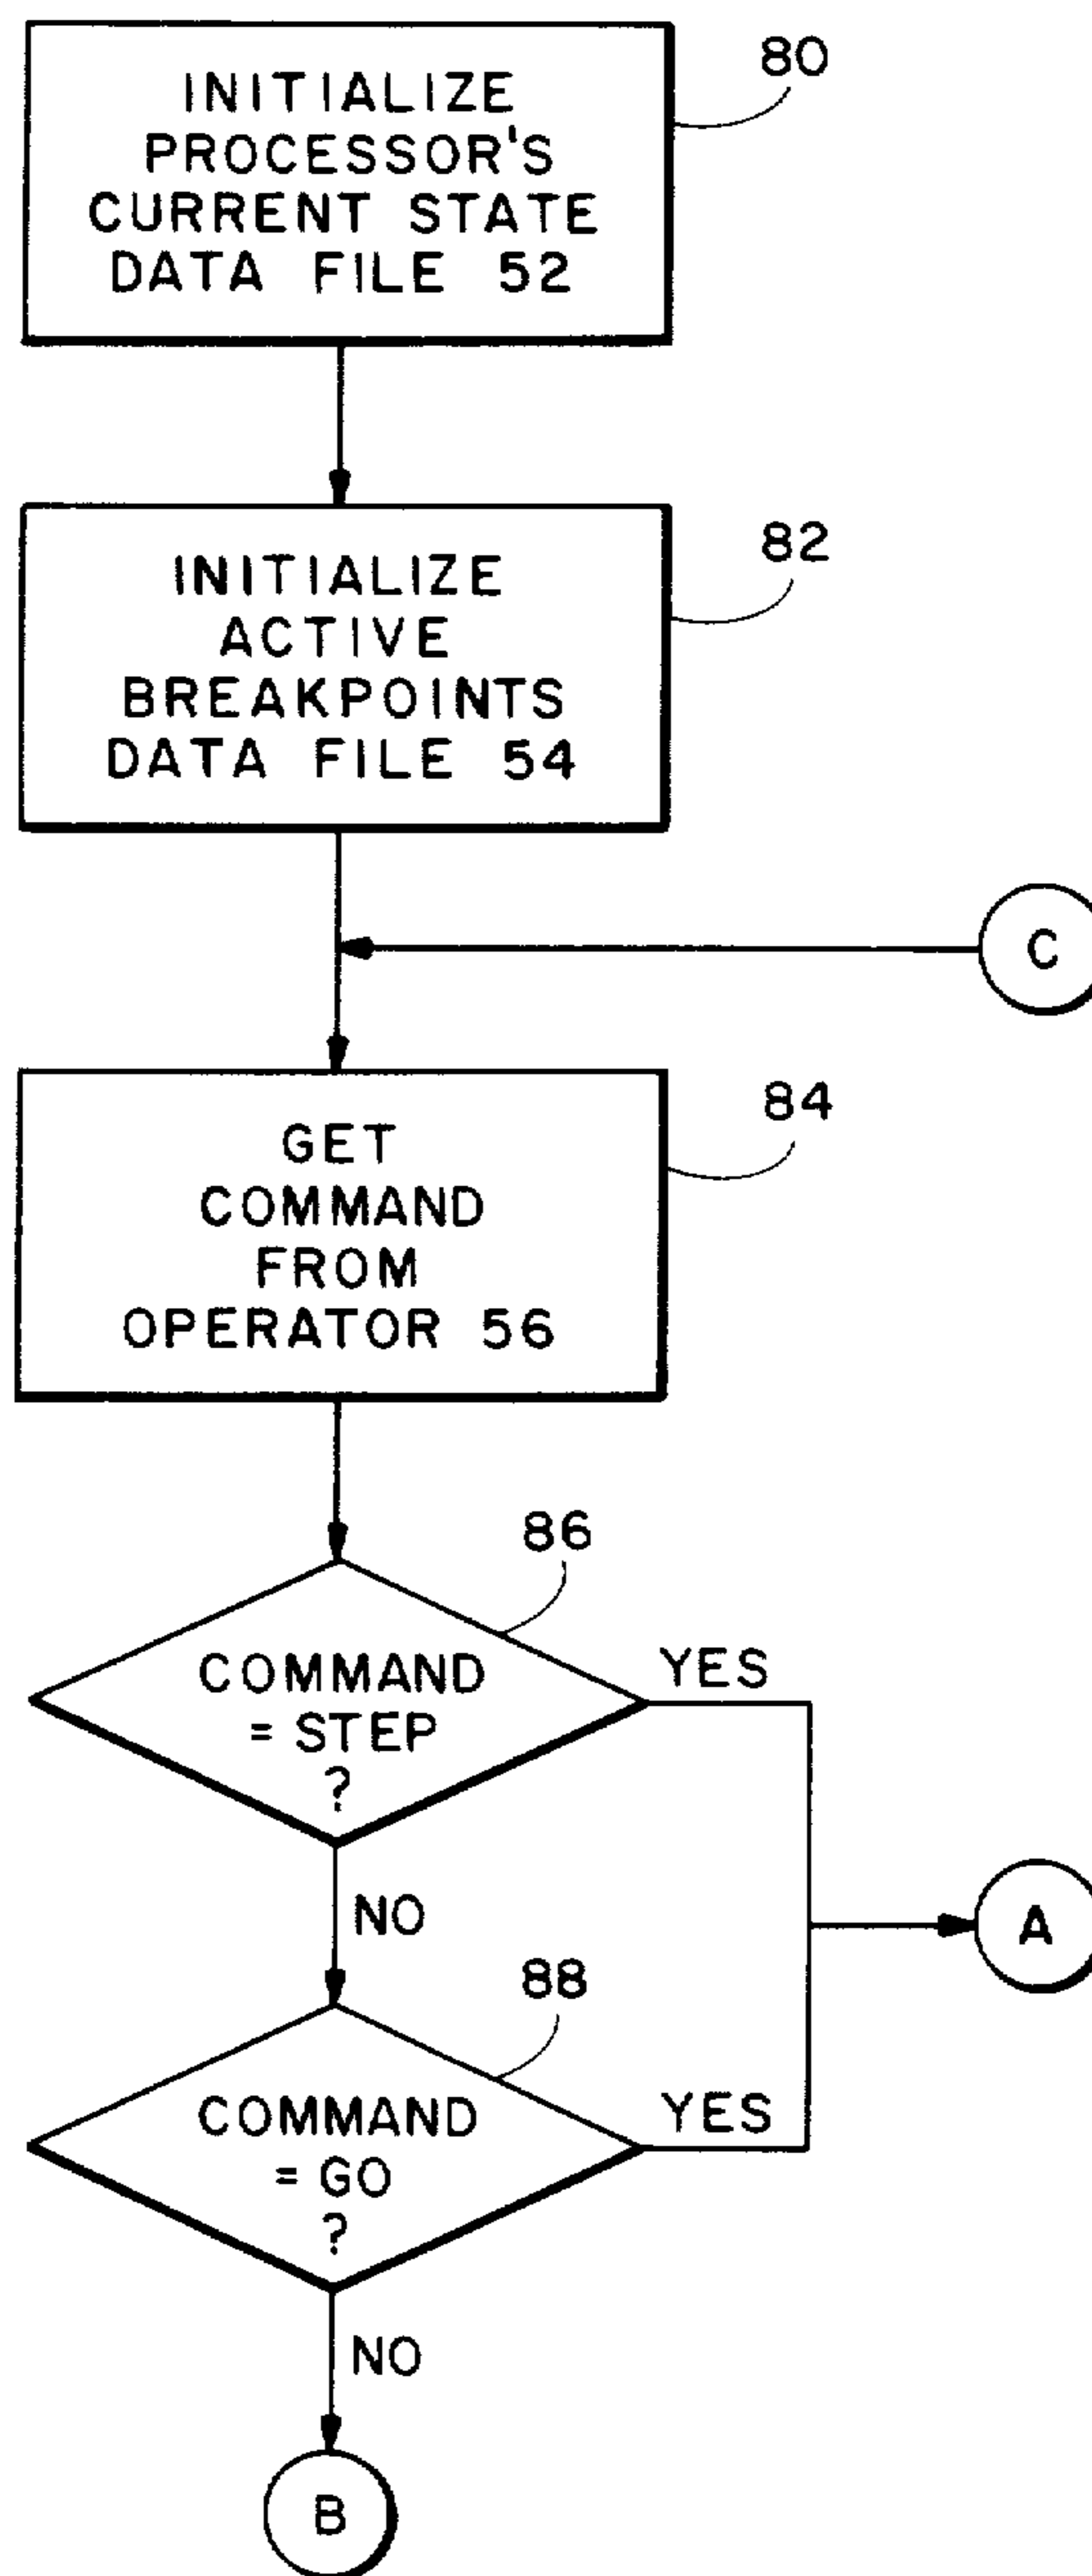 INITIALIZE
PROCESSOR'S
CURRENT STATE
DATA FILE 52
80
INITIALIZE
ACTIVE
BREAKPOINTS
DATA FILE 54
82
C
GET
COMMAND
FROM
OPERATOR 56
84
86
COMMAND
= STEP
?
YES
NO
A
88
COMMAND
= GO
?
YES
NO
B